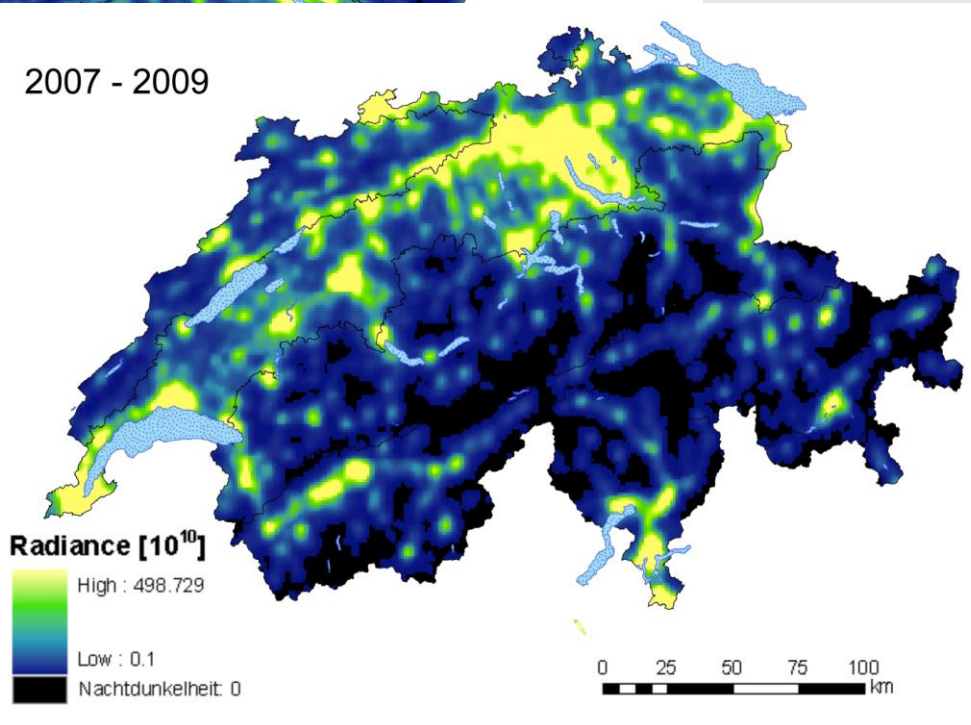 2007 - 2009
Radiance [10¹⁰]
High : 498.729
Low : 0.1
Nachtdunkelheit: 0
0 25 50 75 100
km